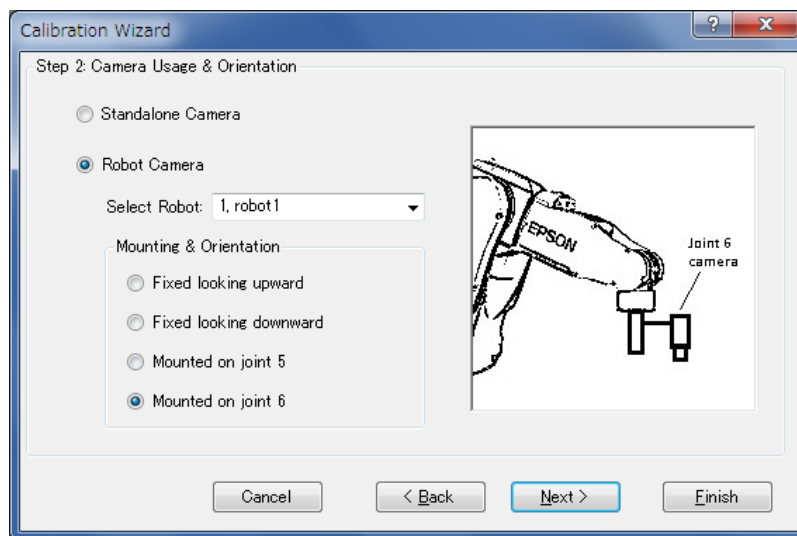 Calibration Wizard
Step 2: Camera Usage & Orientation
Standalone Camera
Robot Camera
Select Robot: 1, robot1
Mounting & Orientation
Fixed looking upward
Fixed looking downward
Mounted on joint 5
Mounted on joint 6
EPSON
Joint 6
camera
Cancel
< Back
Next >
Finish